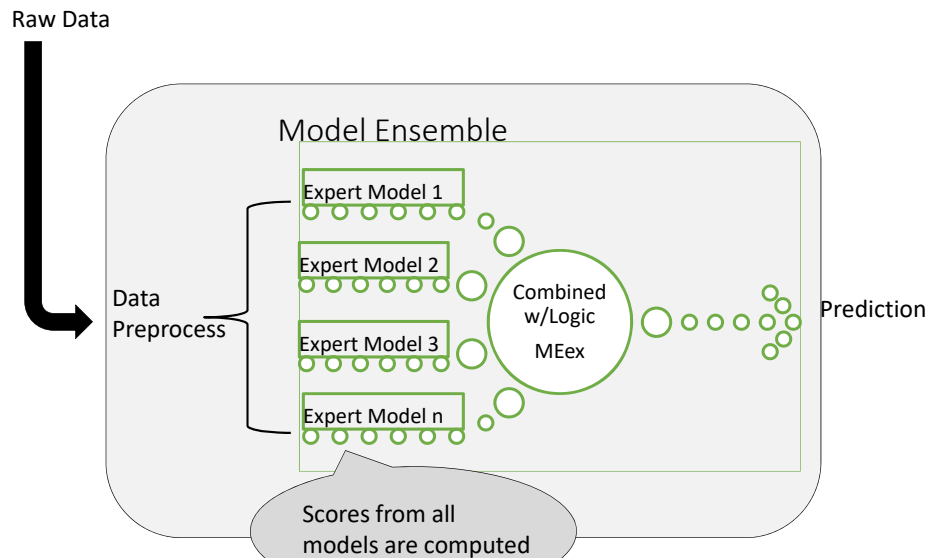 Raw Data
Model Ensemble
Expert Model 1
Expert Model 2
Expert Model 3
Expert Model n
Data
Preprocess
Combined
w/Logic
MEex
Prediction
Scores from all
models are computed